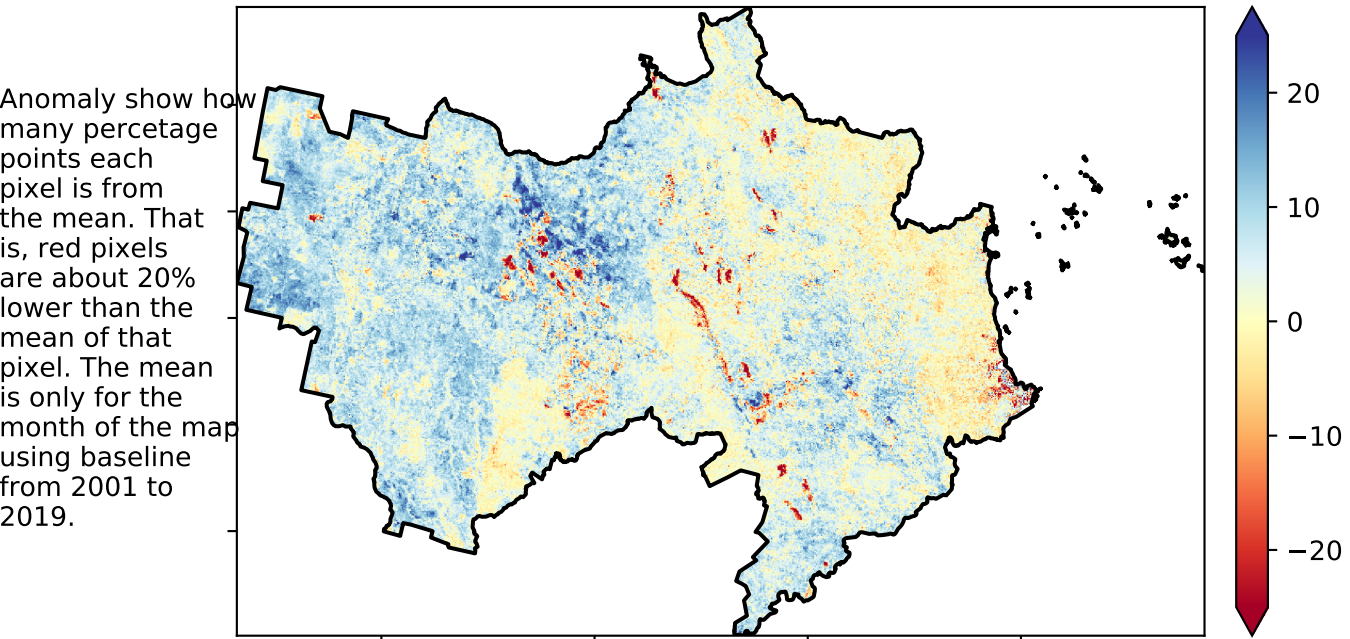 Anomaly show how
many percetage
points each
pixel is from
the mean. That
is, red pixels
are about 20%
lower than the
mean of that
pixel. The mean
is only for the
month of the map
using baseline
from 2001 to
2019.
20
10
0
−10
−20